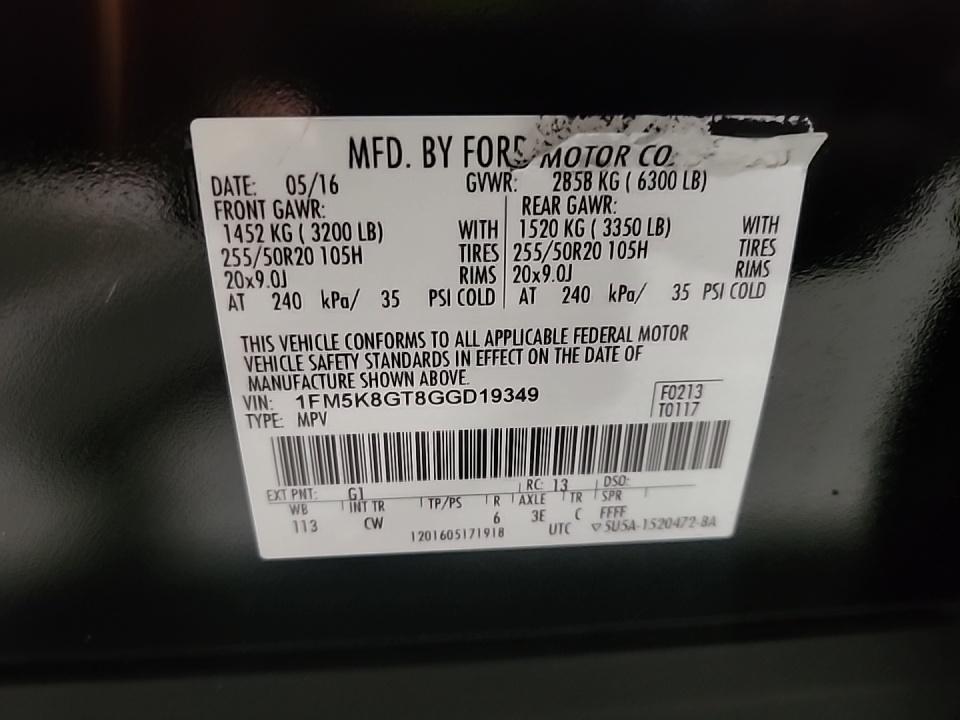 MFD. BY FORD MOTOR CO.
DATE: 05/16 GVWR: 2858 KG ( 6300 LB)
FRONT GAWR: REAR GAWR:
1452 KG ( 3200 LB) WITH 1520 KG ( 3350 LB) WITH
255/50R20 105H TIRES 255/50R20 105H TIRES
20x9.0J RIMS 20x9.0J RIMS
AT 240 kPa/ 35 PSI COLD AT 240 kPa/ 35 PSI COLD
THIS VEHICLE CONFORMS TO ALL APPLICABLE FEDERAL MOTOR
VEHICLE SAFETY STANDARDS IN EFFECT ON THE DATE OF
MANUFACTURE SHOWN ABOVE.
VIN: 1FM5K8GT8GGD19349 F0213
TYPE: MPV T0117
EXT PNT: G1 RC: 13 DSO:
WB INT TR TP/PS R AXLE TR SPR
113 CW 6 3E C FFFF
1201605171918 UTC ▽5U5A-1520472-BA